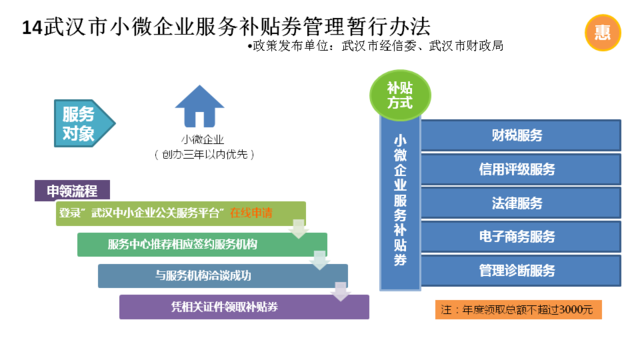 14武汉市小微企业服务补贴券管理暂行办法
惠
•政策发布单位：武汉市经信委、武汉市财政局
服务
对象
小微企业
（创办三年以内优先）
申领流程
登录”武汉中小企业公关服务平台”在线申请
服务中心推荐相应签约服务机构
与服务机构洽谈成功
凭相关证件领取补贴券
补贴
方式
小微企业服务补贴券
财税服务
信用评级服务
法律服务
电子商务服务
管理诊断服务
注：年度领取总额不超过3000元